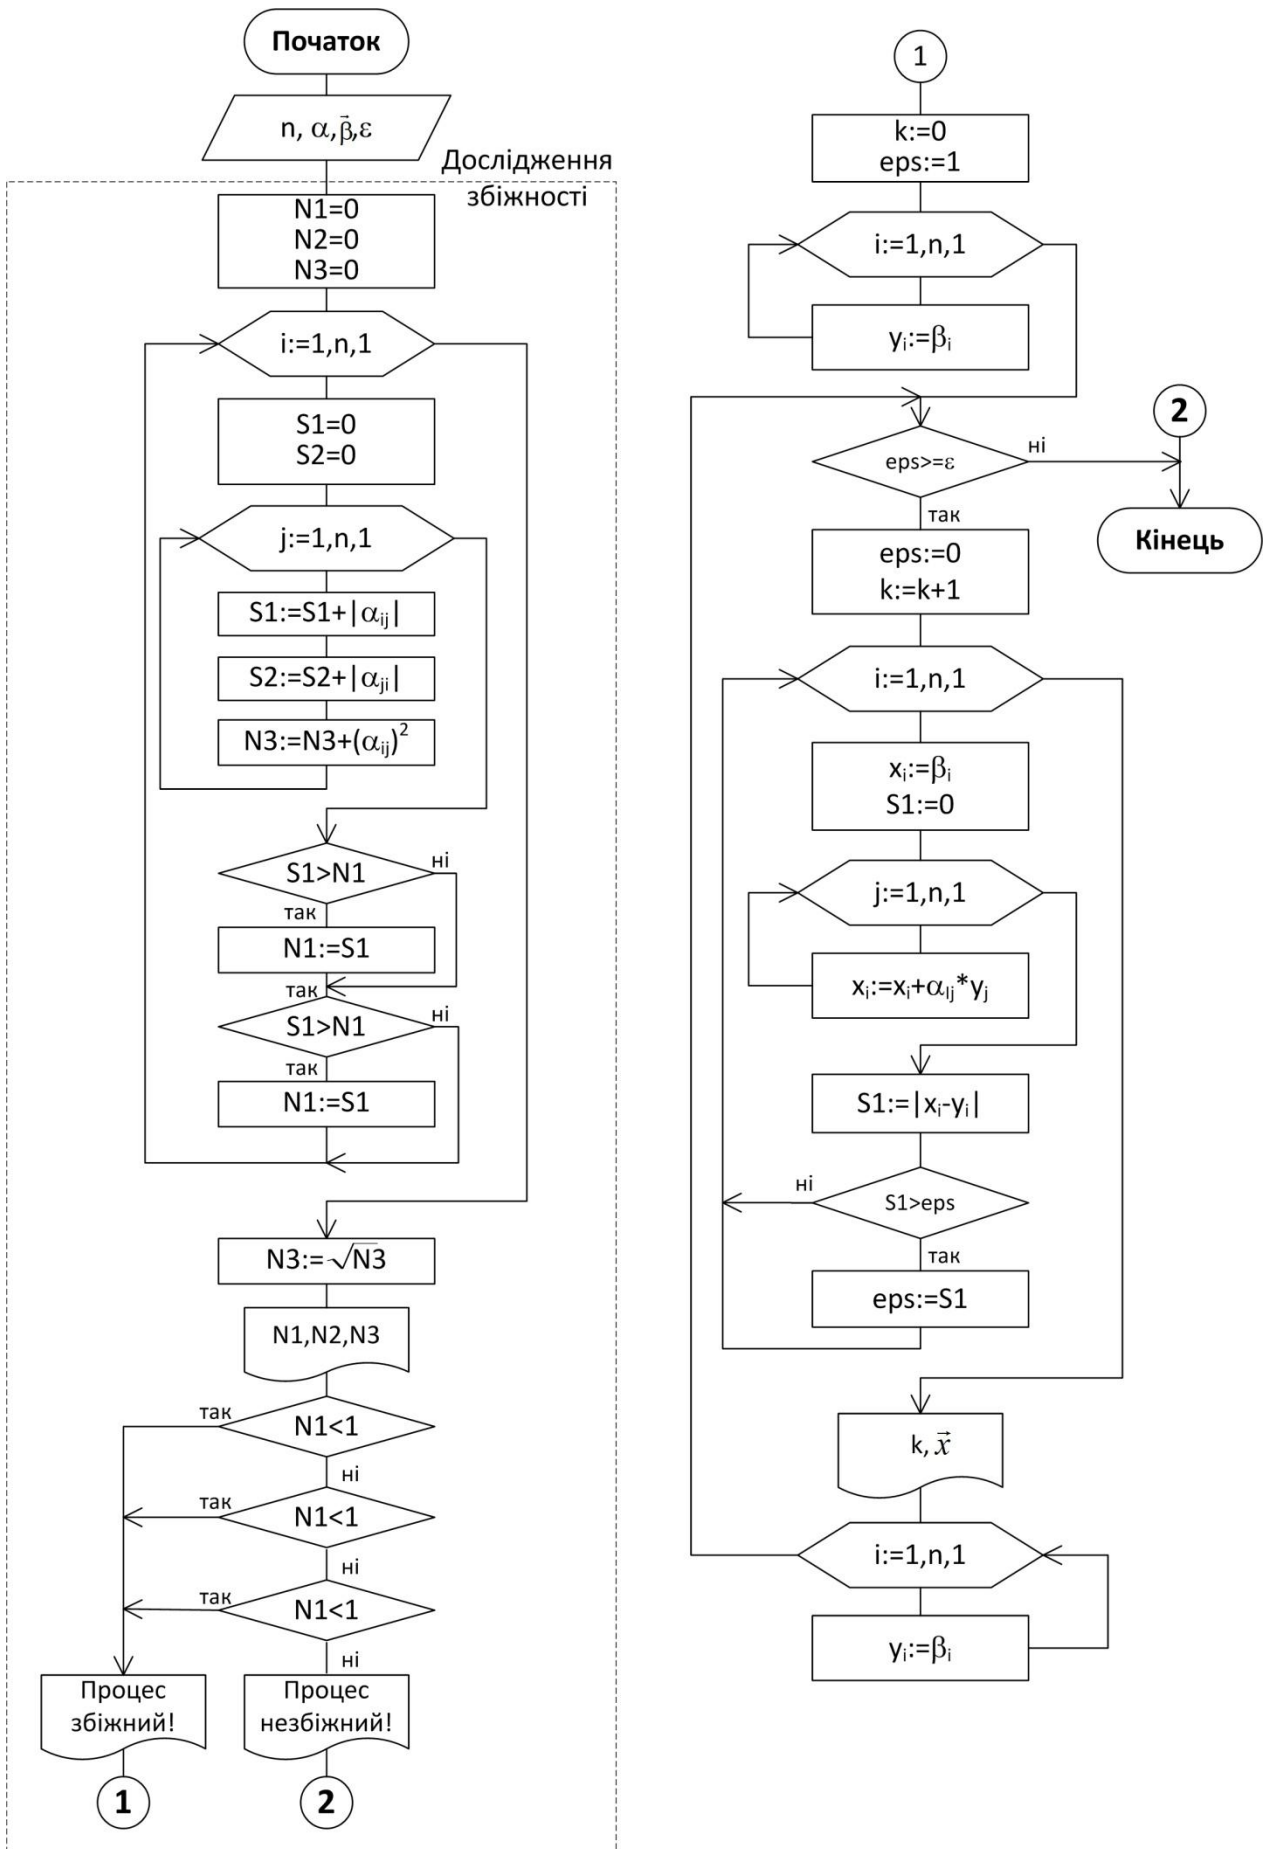 Початок
n, α,β⃗,ε
Дослідження
збіжності
N1=0
N2=0
N3=0
i:=1,n,1
S1=0
S2=0
j:=1,n,1
S1:=S1+|αij|
S2:=S2+|αji|
N3:=N3+(αij)²
S1>N1
ні
так
N1:=S1
так
S1>N1
ні
так
N1:=S1
N3:=√N3
N1,N2,N3
так
N1<1
ні
так
N1<1
ні
так
N1<1
ні
Процес
збіжний!
Процес
незбіжний!
1
2
1
k:=0
eps:=1
i:=1,n,1
yi:=βi
2
eps>=ε
ні
так
Кінець
eps:=0
k:=k+1
i:=1,n,1
xi:=βi
S1:=0
j:=1,n,1
xi:=xi+αIj*yj
S1:=|xi-yi|
ні
S1>eps
так
eps:=S1
k, x⃗
i:=1,n,1
yi:=βi